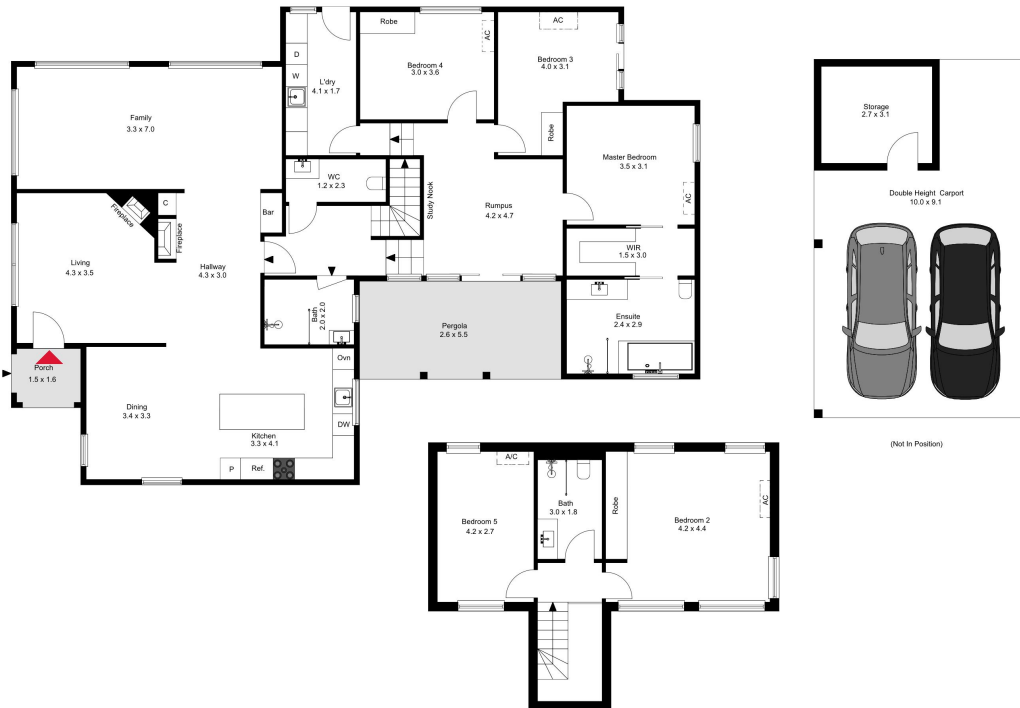 Robe
AC
AC
D
W
L'dry
4.1 x 1.7
Bedroom 4
3.0 x 3.6
Bedroom 3
4.0 x 3.1
Robe
Family
3.3 x 7.0
Master Bedroom
3.5 x 3.1
AC
WC
1.2 x 2.3
Study Nook
Rumpus
4.2 x 4.7
Fireplace
C
Fireplace
Bar
WIR
1.5 x 3.0
Living
4.3 x 3.5
Hallway
4.3 x 3.0
Bath
2.0 x 2.0
Pergola
2.6 x 5.5
Ensuite
2.4 x 2.9
Porch
1.5 x 1.6
Ovn
Dining
3.4 x 3.3
DW
Kitchen
3.3 x 4.1
P
Ref.
Storage
2.7 x 3.1
Double Height Carport
10.0 x 9.1
(Not In Position)
A/C
Bedroom 5
4.2 x 2.7
Bath
3.0 x 1.8
Robe
Bedroom 2
4.2 x 4.4
AC